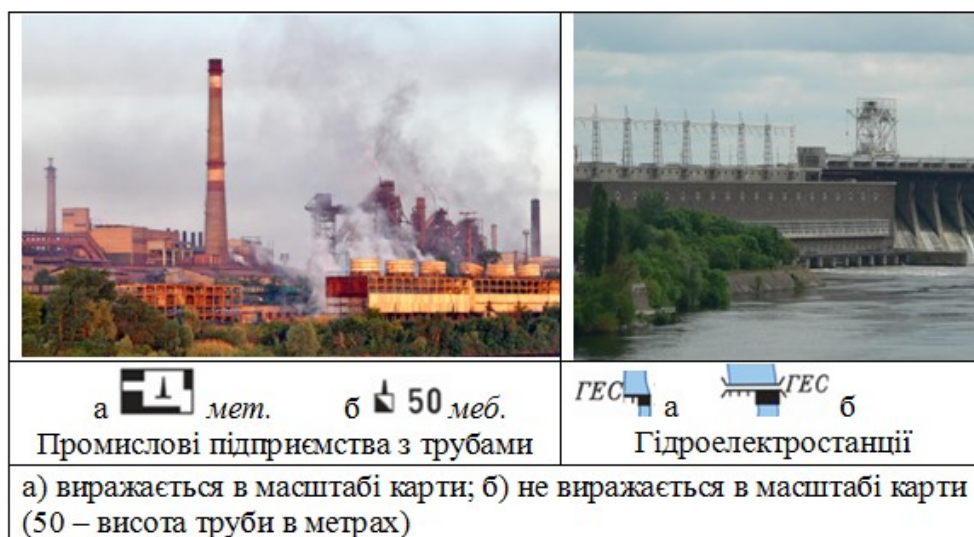 а мет. б 50 меб.
Промислові підприємства з трубами
ГЕС а ГЕС б
Гідроелектростанції
а) виражається в масштабі карти; б) не виражається в масштабі карти
(50 – висота труби в метрах)